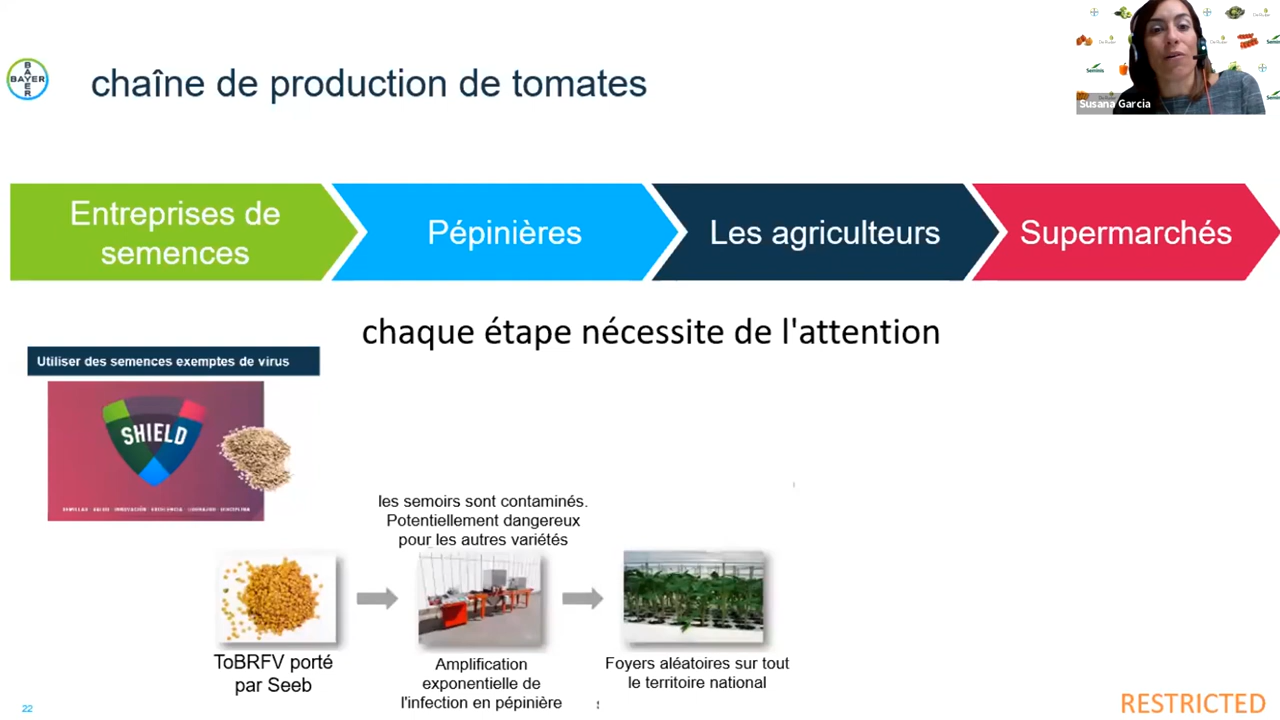 BAYER
BAYER
chaîne de production de tomates
Susana Garcia
Entreprises de
semences
Pépinières
Les agriculteurs
Supermarchés
chaque étape nécessite de l'attention
Utiliser des semences exemptes de virus
SHIELD
les semoirs sont contaminés.
Potentiellement dangereux
pour les autres variétés
ToBRFV porté
par Seeb
Amplification
exponentielle de
l'infection en pépinière
Foyers aléatoires sur tout
le territoire national
22
RESTRICTED